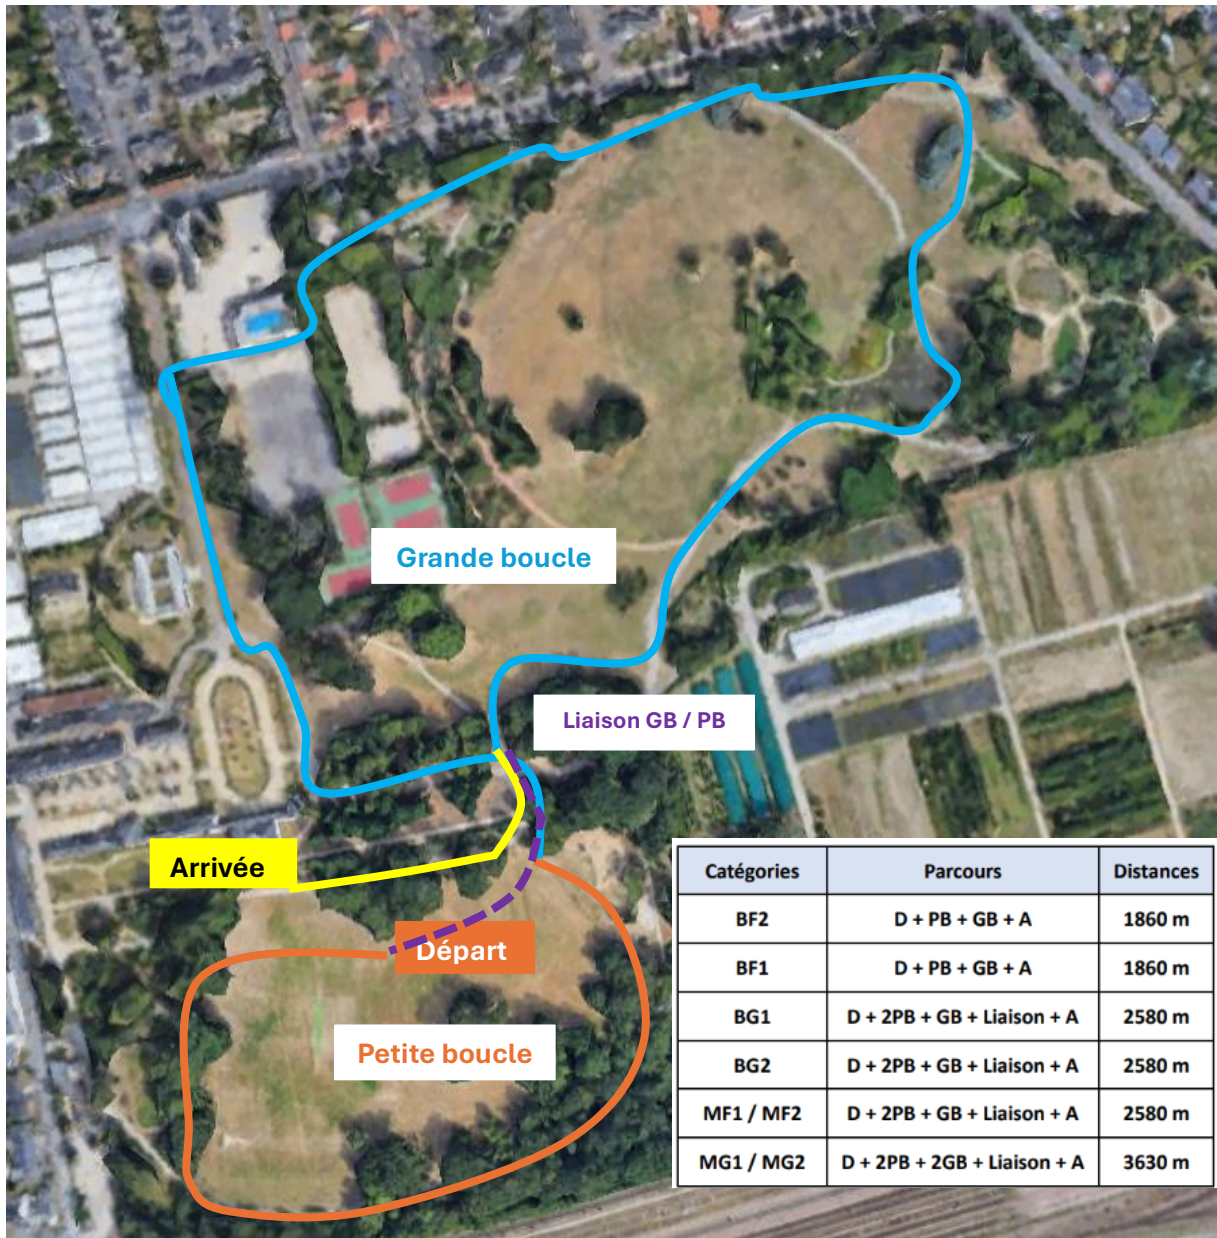 Grande boucle
Liaison GB / PB
Arrivée
Départ
Petite boucle
Catégories Parcours Distances
BF2 D + PB + GB + A 1860 m
BF1 D + PB + GB + A 1860 m
BG1 D + 2PB + GB + Liaison + A 2580 m
BG2 D + 2PB + GB + Liaison + A 2580 m
MF1 / MF2 D + 2PB + GB + Liaison + A 2580 m
MG1 / MG2 D + 2PB + 2GB + Liaison + A 3630 m